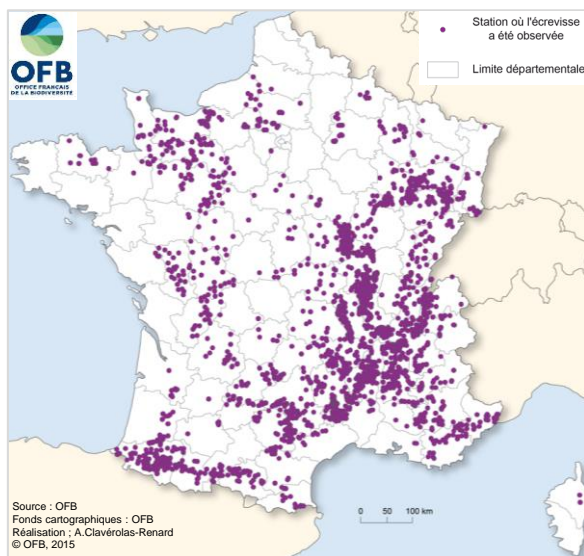 OFB
OFFICE FRANÇAIS
DE LA BIODIVERSITÉ
Station où l'écrevisse
a été observée
Limite départementale
Source : OFB
Fonds cartographiques : OFB
Réalisation ; A.Clavérolas-Renard
© OFB, 2015
0 50 100 km